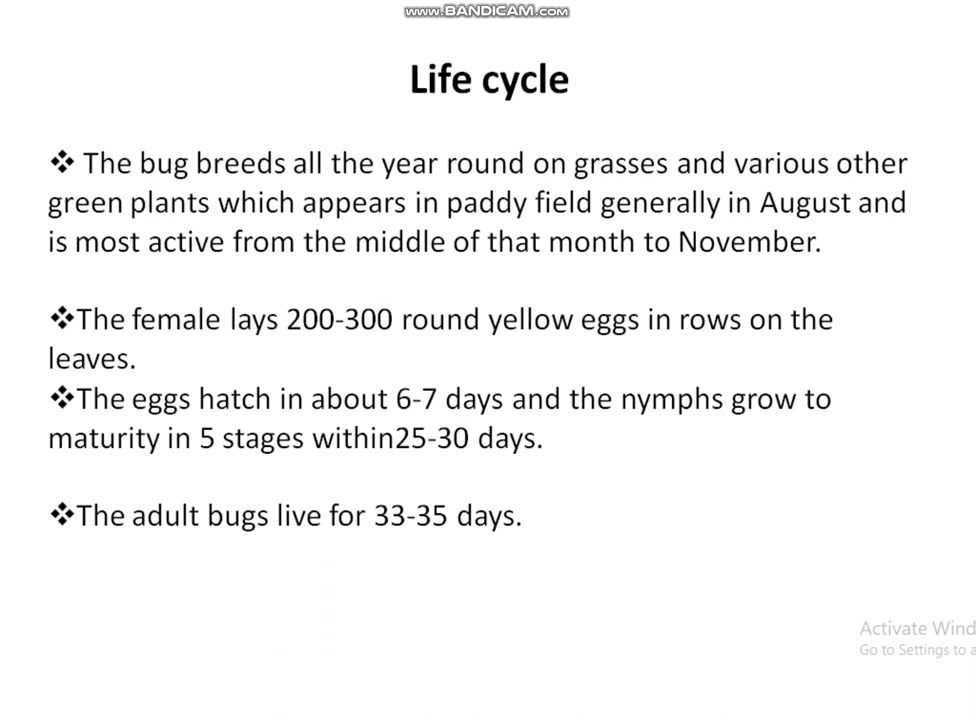 www.BANDICAM.com
Life cycle
❖ The bug breeds all the year round on grasses and various other
green plants which appears in paddy field generally in August and
is most active from the middle of that month to November.
❖The female lays 200-300 round yellow eggs in rows on the
leaves.
❖The eggs hatch in about 6-7 days and the nymphs grow to
maturity in 5 stages within25-30 days.
❖The adult bugs live for 33-35 days.
Activate Wind
Go to Settings to a